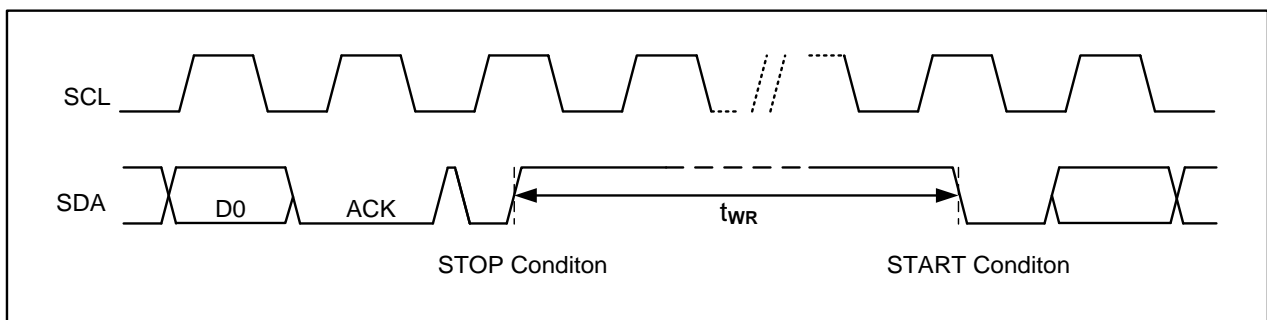 SCL
SDA
D0
ACK
tWR
STOP Conditon
START Conditon